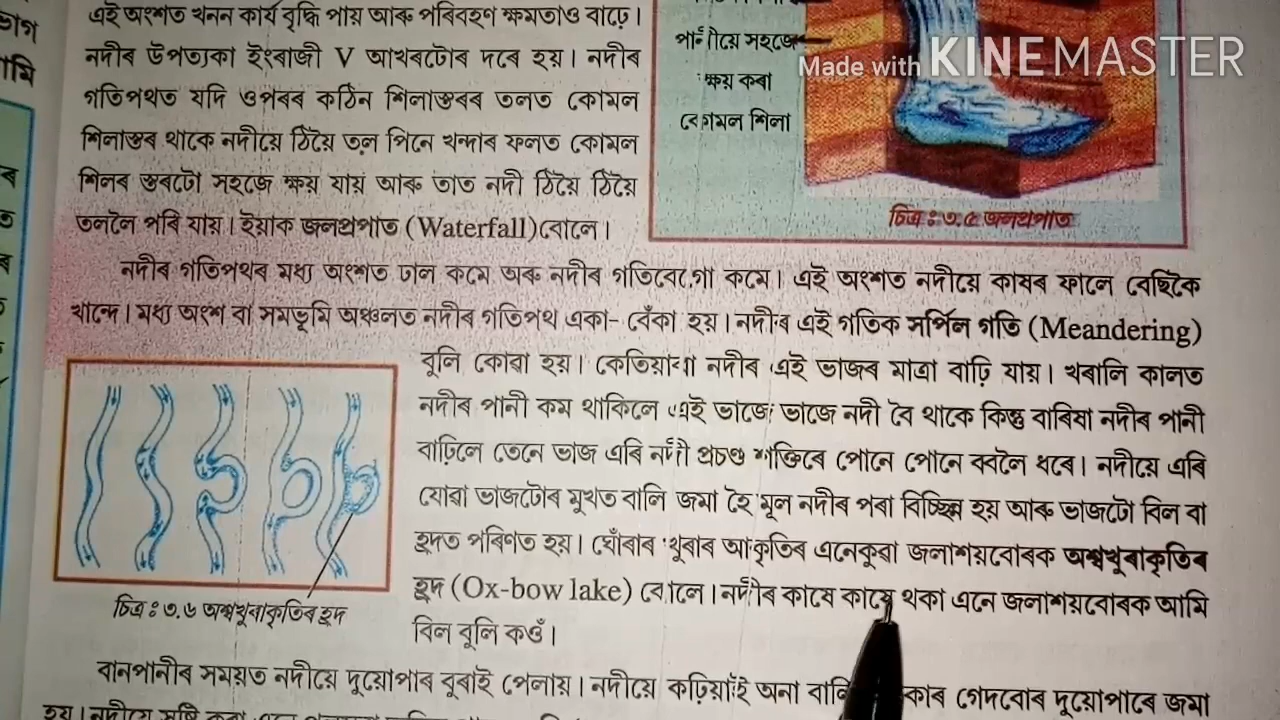 এই অংশত খনন কাৰ্য বৃদ্ধি পায় আৰু পৰিবহণ ক্ষমতাও বাঢ়ে।
নদীৰ উপত্যকা ইংৰাজী V আখৰটোৰ দৰে হয়। নদীৰ
গতিপথত যদি ওপৰৰ কঠিন শিলাস্তৰৰ তলত কোমল
শিলাস্তৰ থাকে নদীয়ে ঠিয়ৈ তল পিনে খন্দাৰ ফলত কোমল
শিলৰ স্তৰটো সহজে ক্ষয় যায় আৰু তাত নদী ঠিয়ৈ ঠিয়ৈ
তললৈ পৰি যায়। ইয়াক জলপ্ৰপাত (Waterfall) বোলে।
পানীয়ে সহজে
ক্ষয় কৰা
কোমল শিলা
Made with KINEMASTER
চিত্ৰ ঃ ৩.৫ জলপ্ৰপাত
নদীৰ গতিপথৰ মধ্য অংশত ঢাল কমে অৰু নদীৰ গতিবেগো কমে। এই অংশত নদীয়ে কাষৰ ফালে বেছিকৈ
খান্দে। মধ্য অংশ বা সমভূমি অঞ্চলত নদীৰ গতিপথ একা- বেঁকা হয়। নদীৰ এই গতিক সৰ্পিল গতি (Meandering)
বুলি কোৱা হয়। কেতিয়াবা নদীৰ এই ভাজৰ মাত্ৰা বাঢ়ি যায়। খৰালি কালত
নদীৰ পানী কম থাকিলে এই ভাজে ভাজে নদী বৈ থাকে কিন্তু বাৰিষা নদীৰ পানী
বাঢ়িলে তেনে ভাজ এৰি নদী প্ৰচণ্ড শক্তিৰে পোনে পোনে ববলৈ ধৰে। নদীয়ে এৰি
যোৱা ভাজটোৰ মুখত বালি জমা হৈ মূল নদীৰ পৰা বিচ্ছিন্ন হয় আৰু ভাজটো বিল বা
হ্ৰদত পৰিণত হয়। ঘোঁৰাৰ খুৰাৰ আকৃতিৰ এনেকুৱা জলাশয়বোৰক অশ্বখুৰাকৃতিৰ
হ্ৰদ (Ox-bow lake) বোলে। নদীৰ কাষে কাষে থকা এনে জলাশয়বোৰক আমি
বিল বুলি কওঁ।
চিত্ৰ ঃ ৩.৬ অশ্বখুৰাকৃতিৰ হ্ৰদ
বানপানীৰ সময়ত নদীয়ে দুয়োপাৰ বুৰাই পেলায়। নদীয়ে কঢ়িয়াই অনা গেদবোৰ দুয়োপাৰে জমা
হয়। নদীয়ে সৃষ্টি কৰা এনে